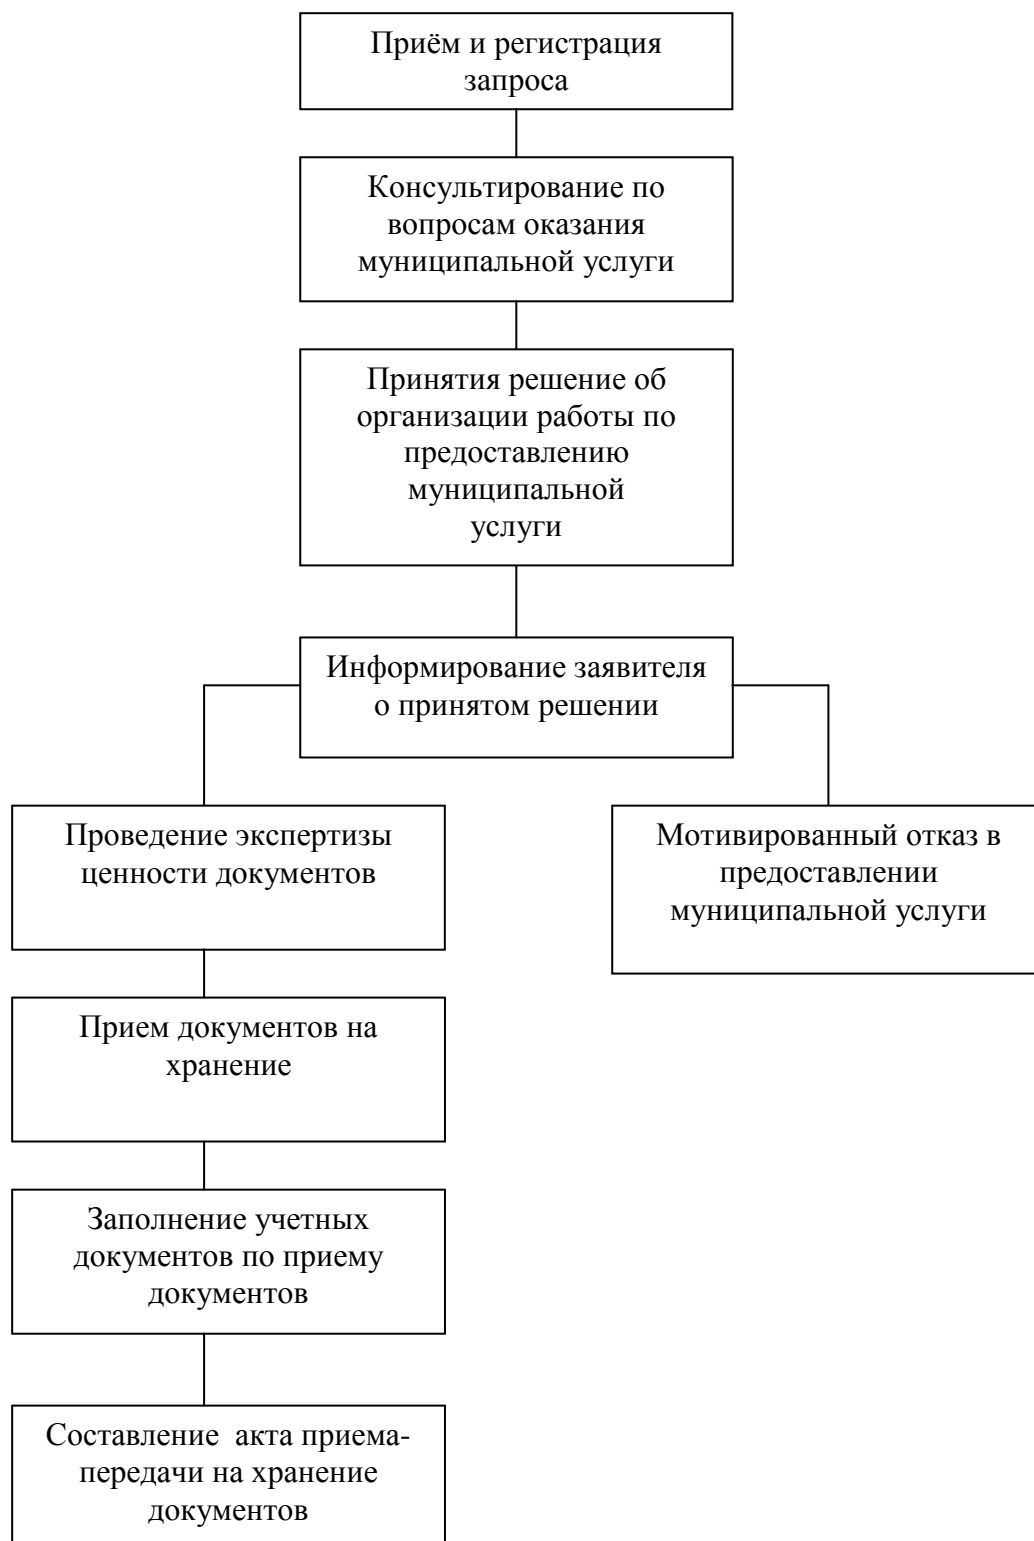 Приём и регистрация
запроса
Консультирование по
вопросам оказания
муниципальной услуги
Принятия решение об
организации работы по
предоставлению
муниципальной
услуги
Информирование заявителя
о принятом решении
Проведение экспертизы
ценности документов
Мотивированный отказ в
предоставлении
муниципальной услуги
Прием документов на
хранение
Заполнение учетных
документов по приему
документов
Составление  акта приема-
передачи на хранение
документов